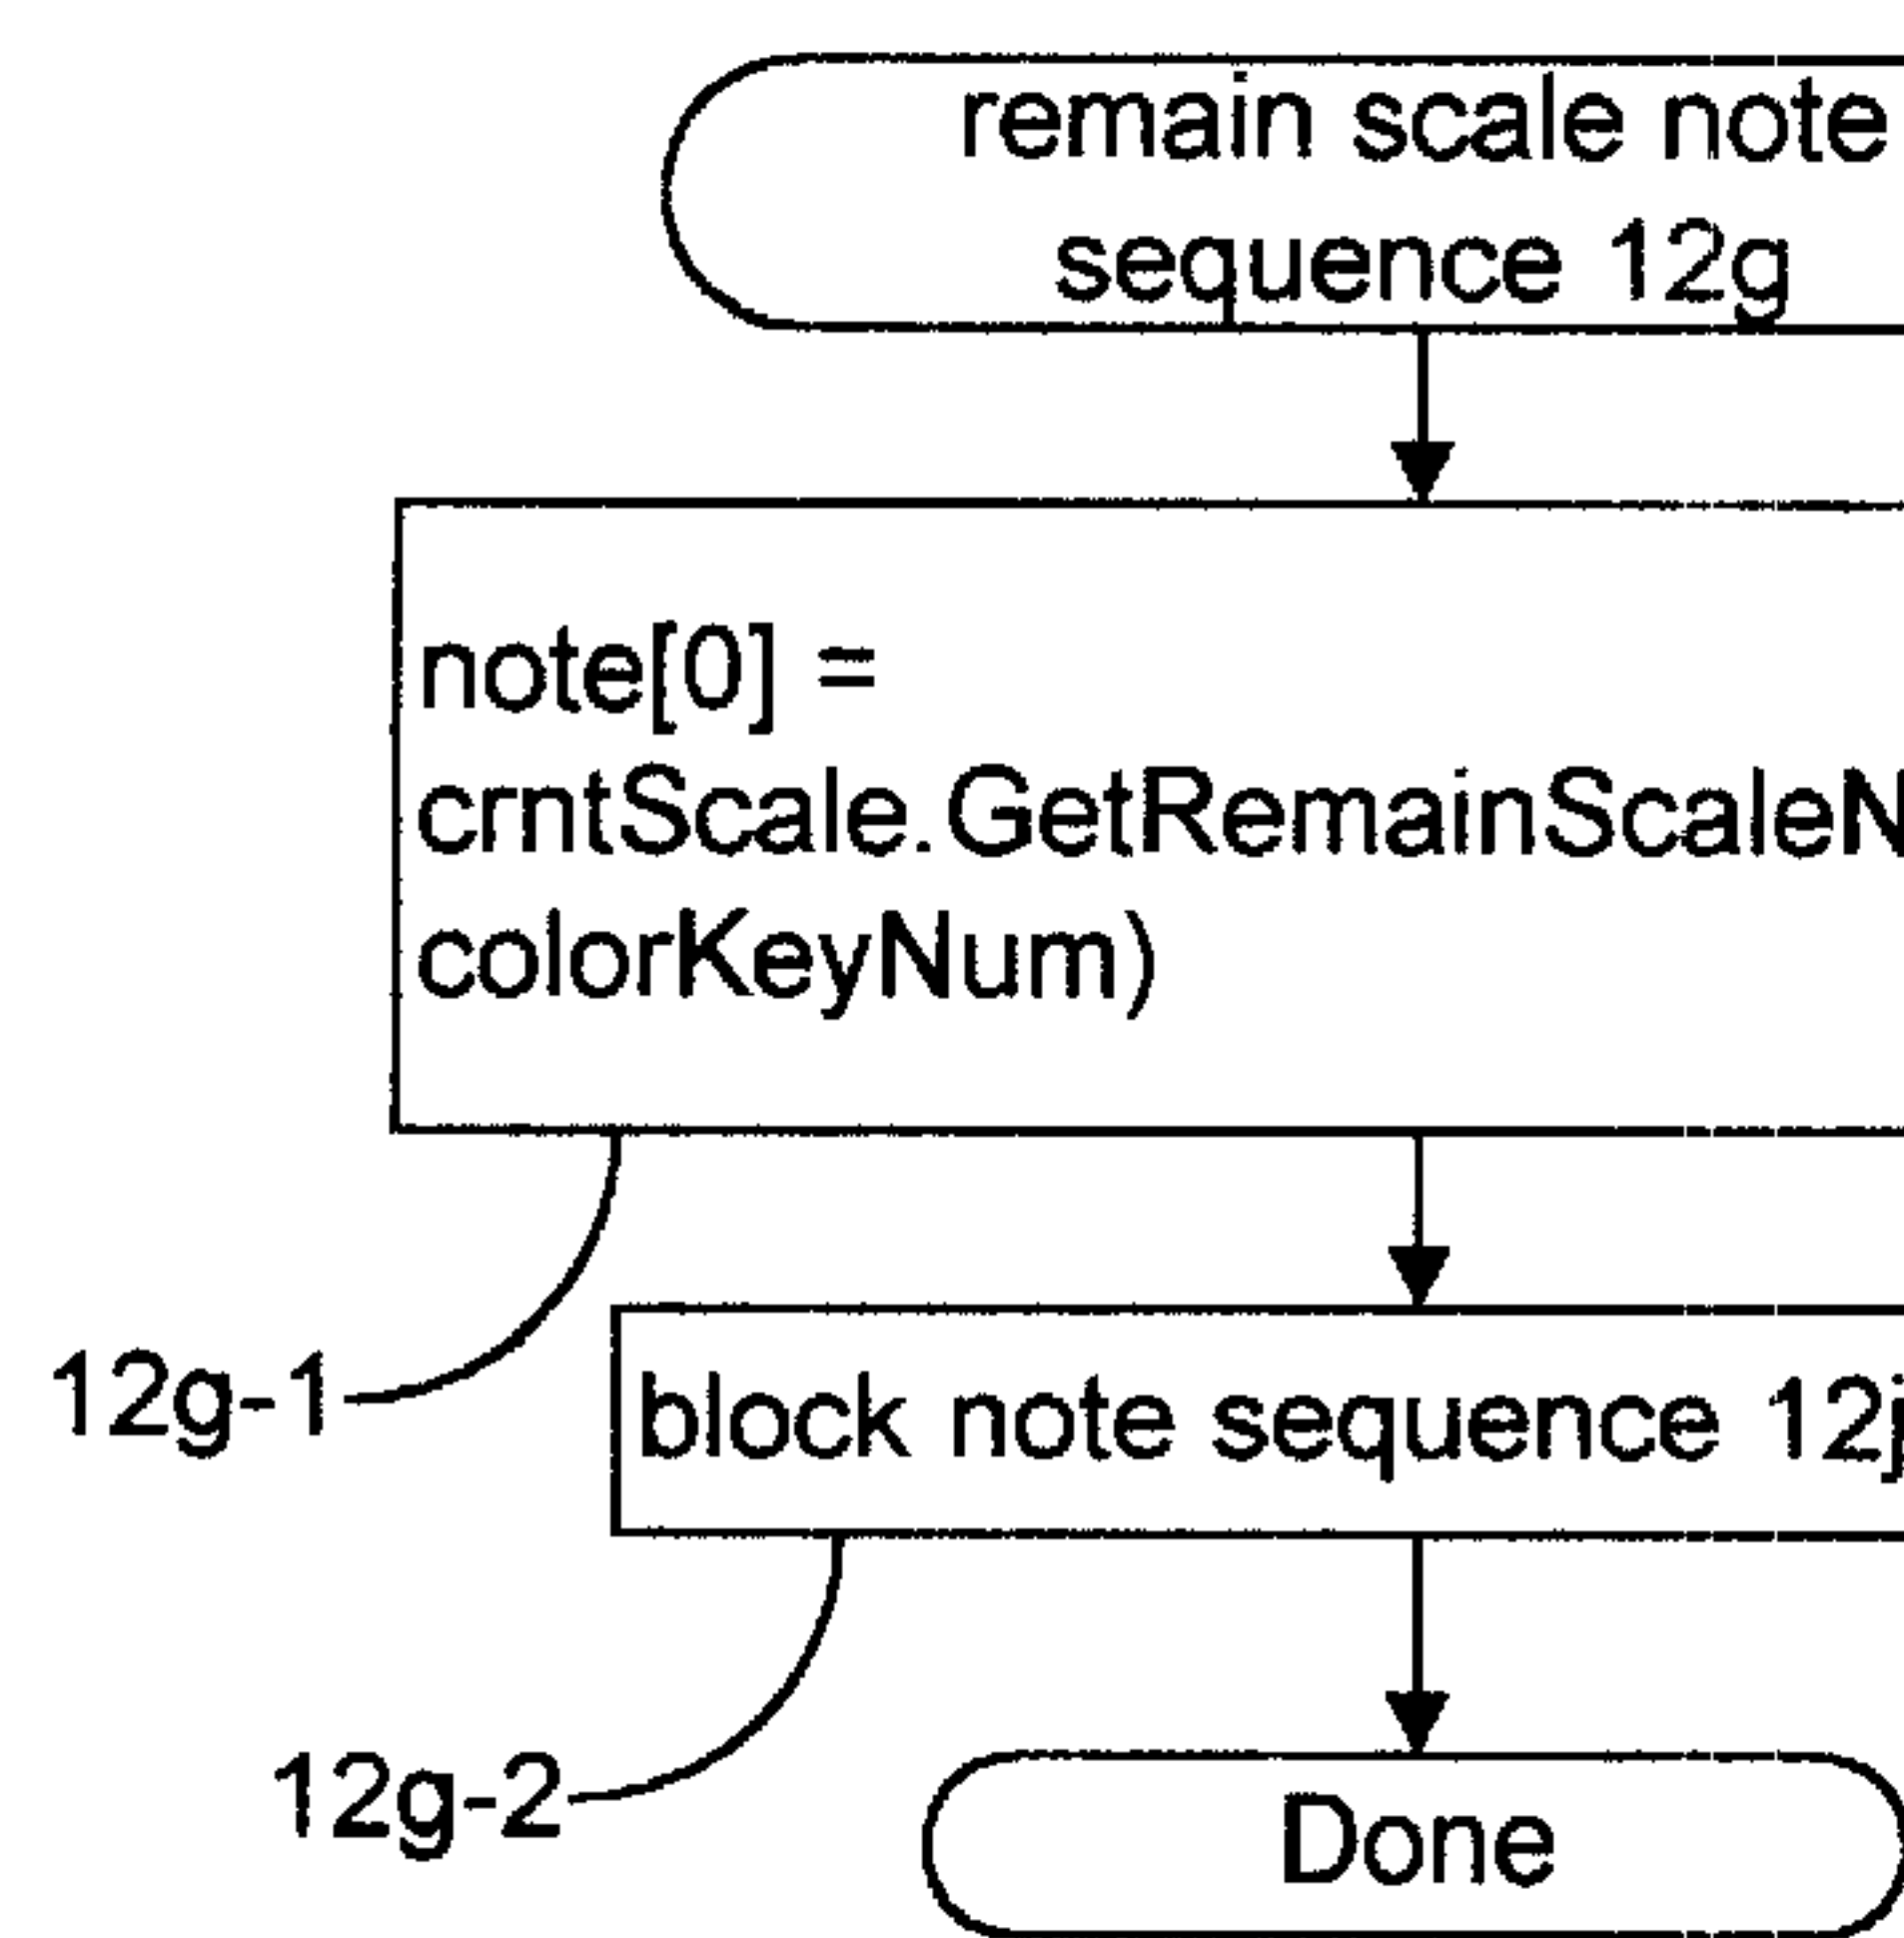 remain scale note
sequence 12g
note[0] =
crntScale.GetRemainScaleN
colorKeyNum)
12g-1
block note sequence 12j
12g-2
Done